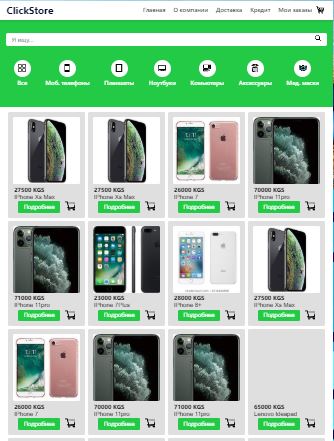 ClickStore
Главная О компании Доставка Кредит Мои заказы
Я ищу...
Все Моб. телефоны Планшеты Ноутбуки Компьютеры Аксессуары Мед. маски
27500 KGS 27500 KGS 26000 KGS 70000 KGS
IPhone Xs Max IPhone Xs Max IPhone 7 IPhone 11pro
Подробнее Подробнее Подробнее Подробнее
71000 KGS 23000 KGS 28000 KGS 27500 KGS
IPhone 11pro IPhone 7Plus IPhone 8+ IPhone Xs Max
Подробнее Подробнее Подробнее Подробнее
26000 KGS 70000 KGS 71000 KGS 65000 KGS
IPhone 7 IPhone 11pro IPhone 11pro Lenovo Ideapad
Подробнее Подробнее Подробнее Подробнее